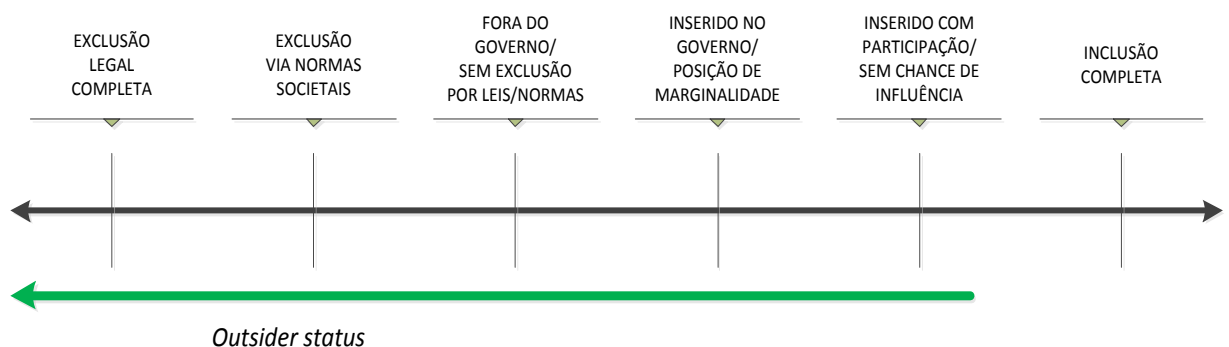 EXCLUSÃO
LEGAL
COMPLETA
EXCLUSÃO
VIA NORMAS
SOCIETAIS
FORA DO
GOVERNO/
SEM EXCLUSÃO
POR LEIS/NORMAS
INSERIDO NO
GOVERNO/
POSIÇÃO DE
MARGINALIDADE
INSERIDO COM
PARTICIPAÇÃO/
SEM CHANCE DE
INFLUÊNCIA
INCLUSÃO
COMPLETA
Outsider status